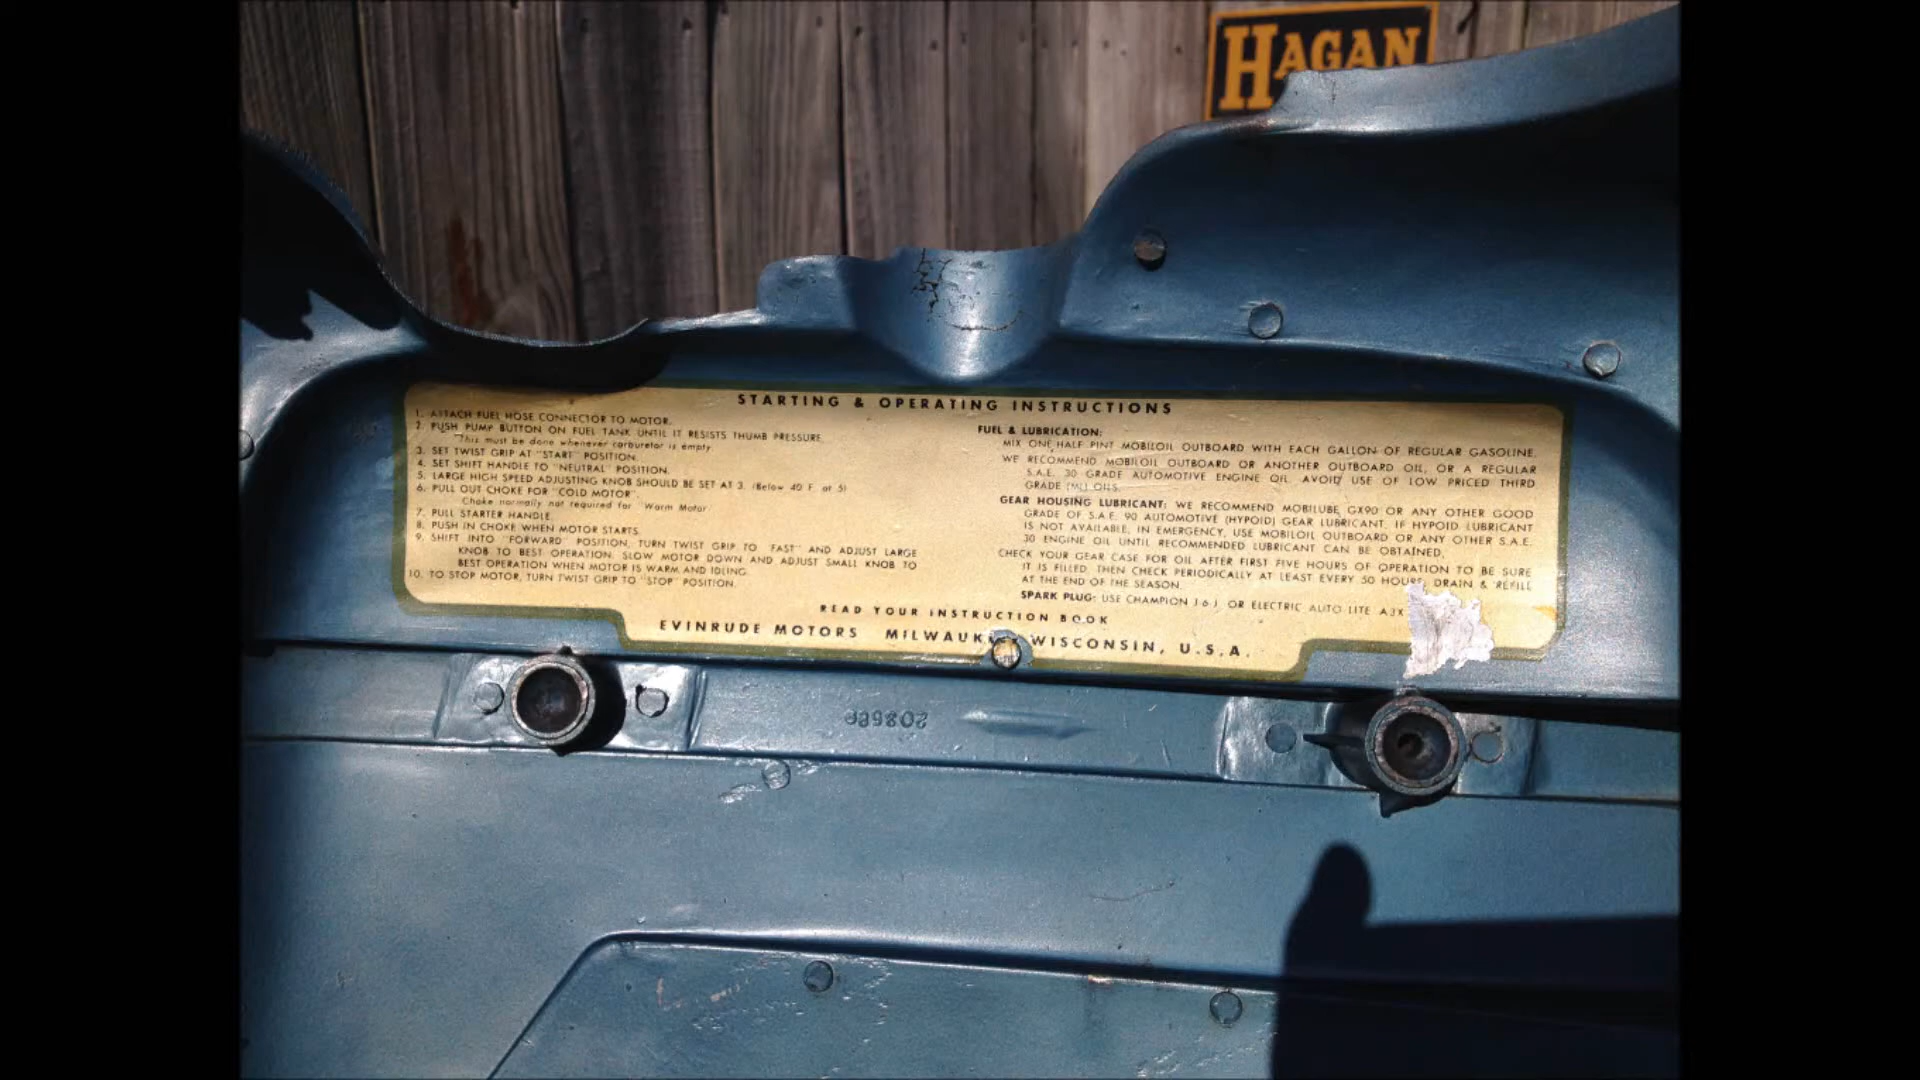 HAGAN
STARTING & OPERATING INSTRUCTIONS
1. ATTACH FUEL HOSE CONNECTOR TO MOTOR.
2. PUSH PUMP BUTTON ON FUEL TANK UNTIL IT RESISTS THUMB PRESSURE.
This must be done whenever carburetor is empty.
3. SET TWIST GRIP AT "START" POSITION.
4. SET SHIFT HANDLE TO "NEUTRAL" POSITION.
5. LARGE HIGH SPEED ADJUSTING KNOB SHOULD BE SET AT 3. (Below 40 F. at 5)
6. PULL OUT CHOKE FOR "COLD MOTOR".
Choke normally not required for "Warm Motor
7. PULL STARTER HANDLE.
8. PUSH IN CHOKE WHEN MOTOR STARTS.
9. SHIFT INTO "FORWARD" POSITION, TURN TWIST GRIP TO "FAST" AND ADJUST LARGE
KNOB TO BEST OPERATION. SLOW MOTOR DOWN AND ADJUST SMALL KNOB TO
BEST OPERATION WHEN MOTOR IS WARM AND IDLING.
10. TO STOP MOTOR, TURN TWIST GRIP TO "STOP" POSITION.
FUEL & LUBRICATION:
MIX ONE HALF PINT MOBILOIL OUTBOARD WITH EACH GALLON OF REGULAR GASOLINE.
WE RECOMMEND MOBILOIL OUTBOARD OR ANOTHER OUTBOARD OIL, OR A REGULAR
S.A.E. 30 GRADE AUTOMOTIVE ENGINE OIL. AVOID USE OF LOW PRICED THIRD
GRADE (ML) OILS.
GEAR HOUSING LUBRICANT: WE RECOMMEND MOBILUBE GX90 OR ANY OTHER GOOD
GRADE OF S.A.E. 90 AUTOMOTIVE (HYPOID) GEAR LUBRICANT. IF HYPOID LUBRICANT
IS NOT AVAILABLE, IN EMERGENCY, USE MOBILOIL OUTBOARD OR ANY OTHER S.A.E.
30 ENGINE OIL UNTIL RECOMMENDED LUBRICANT CAN BE OBTAINED.
CHECK YOUR GEAR CASE FOR OIL AFTER FIRST FIVE HOURS OF OPERATION TO BE SURE
IT IS FILLED, THEN CHECK PERIODICALLY AT LEAST EVERY 50 HOURS. DRAIN & REFILL
AT THE END OF THE SEASON.
SPARK PLUG: USE CHAMPION J6J, OR ELECTRIC AUTO-LITE A3X
READ YOUR INSTRUCTION BOOK
EVINRUDE MOTORS MILWAUK WISCONSIN, U.S.A.